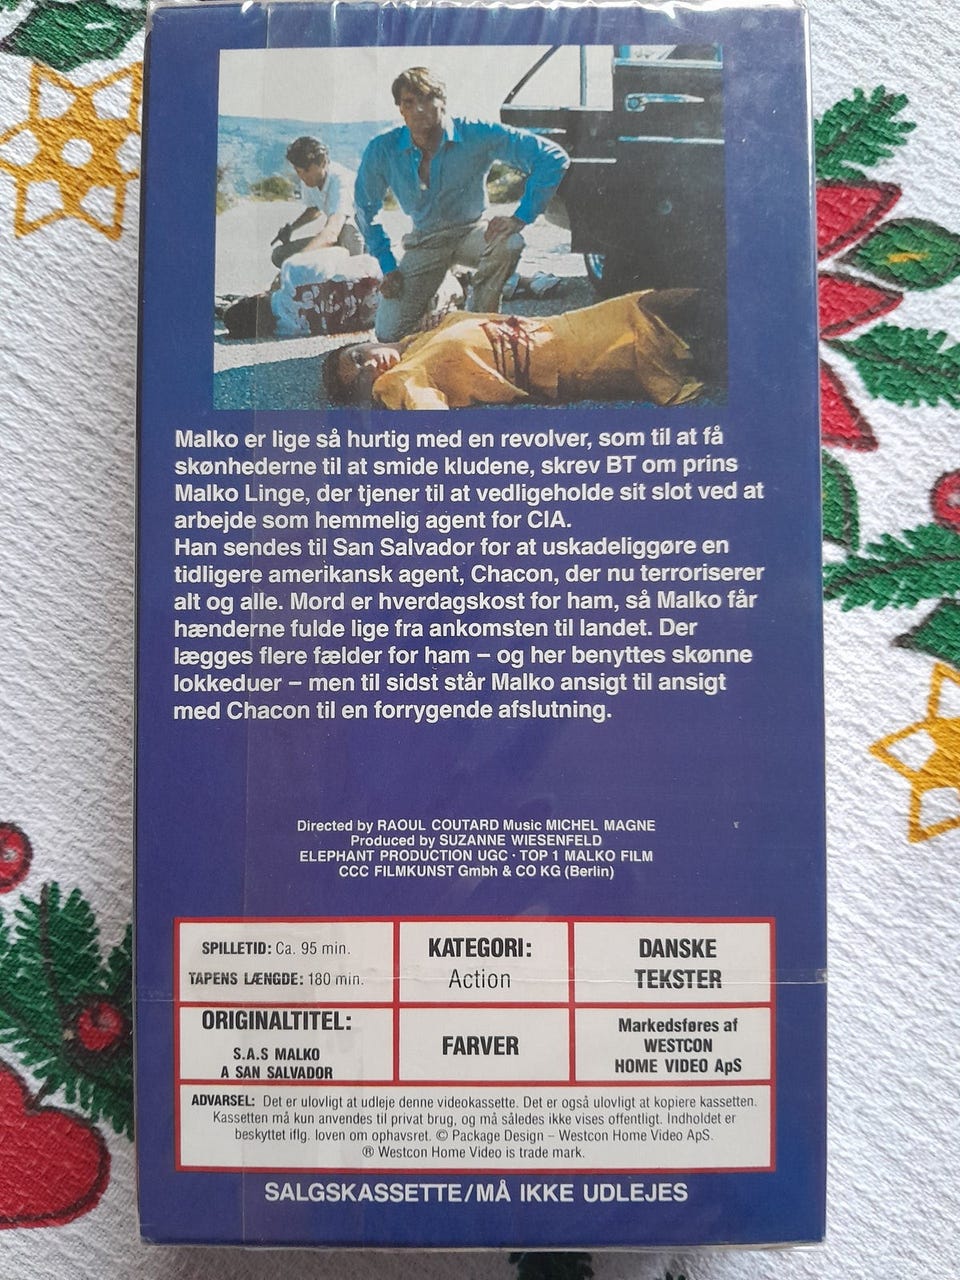 Malko er lige så hurtig med en revolver, som til at få
skønhederne til at smide kludene, skrev BT om prins
Malko Linge, der tjener til at vedligeholde sit slot ved at
arbejde som hemmelig agent for CIA.
Han sendes til San Salvador for at uskadeliggøre en
tidligere amerikansk agent, Chacon, der nu terroriserer
alt og alle. Mord er hverdagskost for ham, så Malko får
hænderne fulde lige fra ankomsten til landet. Der
lægges flere fælder for ham – og her benyttes skønne
lokkeduer – men til sidst står Malko ansigt til ansigt
med Chacon til en forrygende afslutning.
Directed by RAOUL COUTARD Music MICHEL MAGNE
Produced by SUZANNE WIESENFELD
ELEPHANT PRODUCTION UGC · TOP 1 MALKO FILM
CCC FILMKUNST Gmbh & CO KG (Berlin)
SPILLETID: Ca. 95 min.
TAPENS LÆNGDE: 180 min.
KATEGORI:
Action
DANSKE
TEKSTER
ORIGINALTITEL:
S.A.S MALKO
A SAN SALVADOR
FARVER
Markedsføres af
WESTCON
HOME VIDEO ApS
ADVARSEL: Det er ulovligt at udleje denne videokassette. Det er også ulovligt at kopiere kassetten.
Kassetten må kun anvendes til privat brug, og må således ikke vises offentligt. Indholdet er
beskyttet iflg. loven om ophavsret. © Package Design – Westcon Home Video ApS.
® Westcon Home Video is trade mark.
SALGSKASSETTE/MÅ IKKE UDLEJES